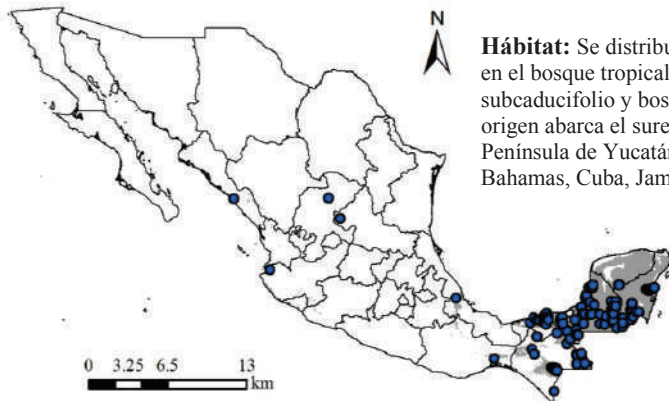 N
Hábitat: Se distribu
en el bosque tropical
subcaducifolio y bos
origen abarca el sure
Península de Yucatán
Bahamas, Cuba, Jam
0 3.25 6.5 13
km